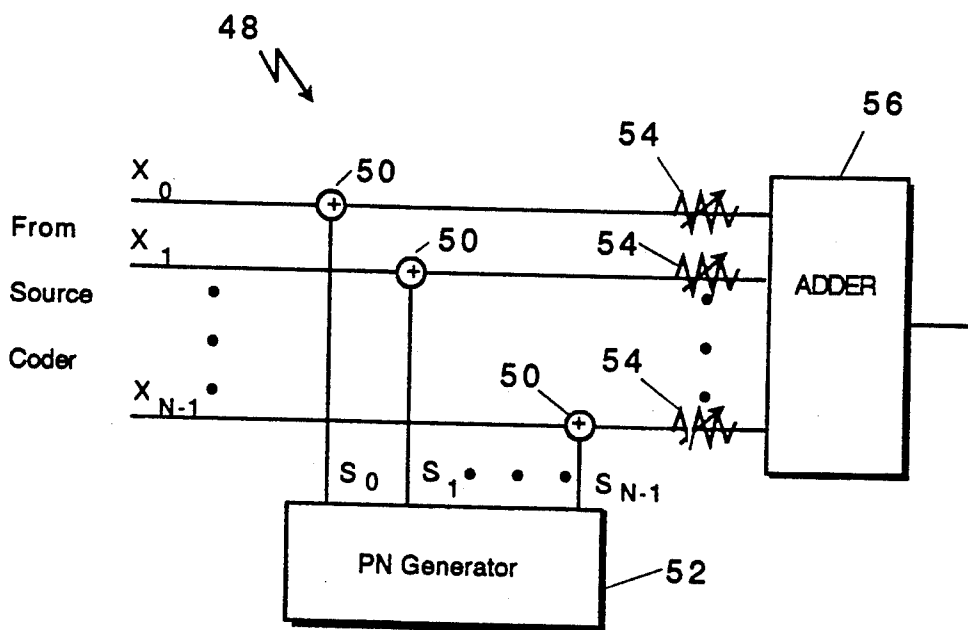 48
56
54
X0
50
From
X1
50
54
Source
ADDER
Coder
50
54
XN-1
S0
S1
SN-1
PN Generator
52